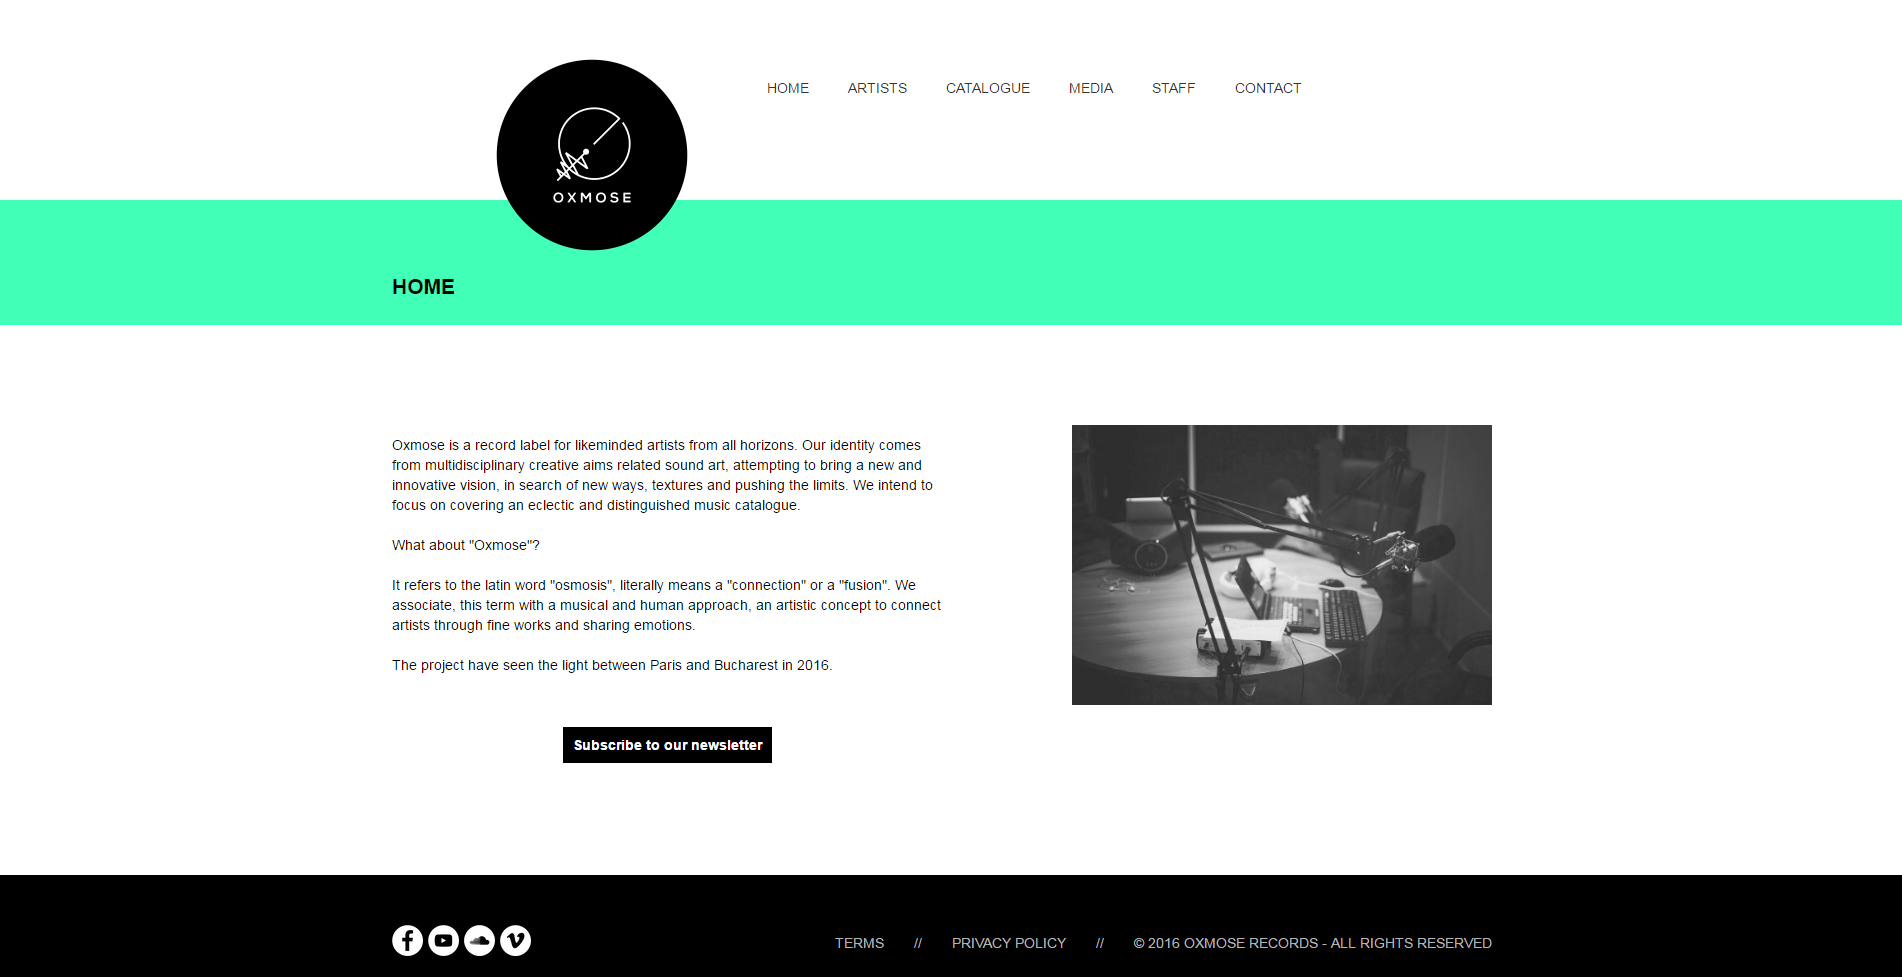 OXMOSE
HOME ARTISTS CATALOGUE MEDIA STAFF CONTACT
HOME
Oxmose is a record label for likeminded artists from all horizons. Our identity comes
from multidisciplinary creative aims related sound art, attempting to bring a new and
innovative vision, in search of new ways, textures and pushing the limits. We intend to
focus on covering an eclectic and distinguished music catalogue.
What about "Oxmose"?
It refers to the latin word "osmosis", literally means a "connection" or a "fusion". We
associate, this term with a musical and human approach, an artistic concept to connect
artists through fine works and sharing emotions.
The project have seen the light between Paris and Bucharest in 2016.
Subscribe to our newsletter
TERMS // PRIVACY POLICY // © 2016 OXMOSE RECORDS - ALL RIGHTS RESERVED